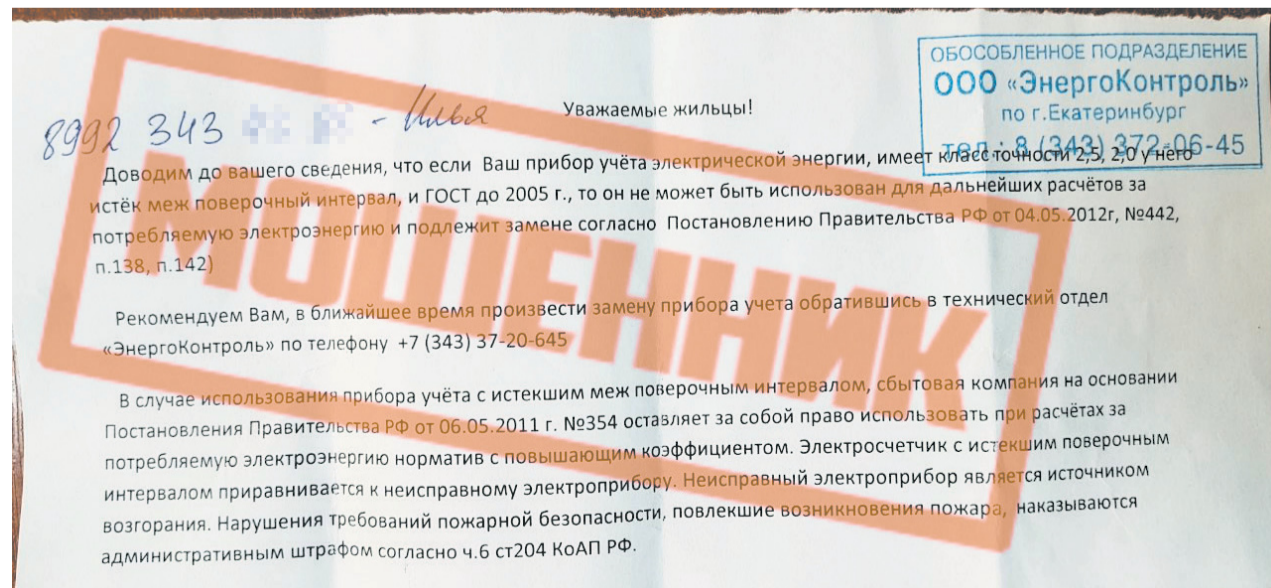 ОБОСОБЛЕННОЕ ПОДРАЗДЕЛЕНИЕ
ООО «ЭнергоКонтроль»
по г.Екатеринбург
тел.: 8 (343) 372-06-45
8992 343 - Илья
Уважаемые жильцы!
Доводим до вашего сведения, что если Ваш прибор учёта электрической энергии, имеет класс точности 2,5, 2,0 у него
истёк меж поверочный интервал, и ГОСТ до 2005 г., то он не может быть использован для дальнейших расчётов за
потребляемую электроэнергию и подлежит замене согласно Постановлению Правительства РФ от 04.05.2012г, №442,
п.138, п.142)
МОШЕННИК
Рекомендуем Вам, в ближайшее время произвести замену прибора учета обратившись в технический отдел
«ЭнергоКонтроль» по телефону +7 (343) 37-20-645
В случае использования прибора учёта с истекшим меж поверочным интервалом, сбытовая компания на основании
Постановления Правительства РФ от 06.05.2011 г. №354 оставляет за собой право использовать при расчётах за
потребляемую электроэнергию норматив с повышающим коэффициентом. Электросчетчик с истекшим поверочным
интервалом приравнивается к неисправному электроприбору. Неисправный электроприбор является источником
возгорания. Нарушения требований пожарной безопасности, повлекшие возникновения пожара, наказываются
административным штрафом согласно ч.6 ст204 КоАП РФ.